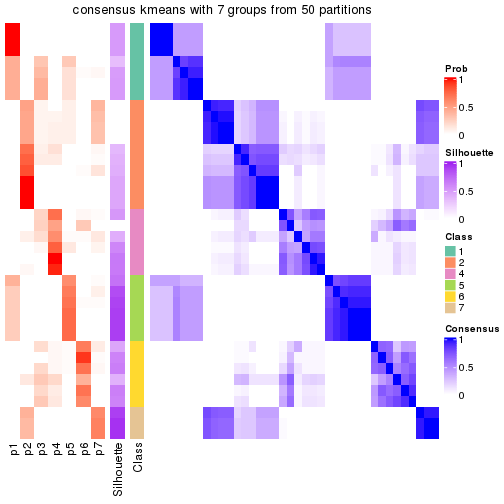 consensus kmeans with 7 groups from 50 partitions
Prob
1
0.5
0
Silhouette
1
0.5
0
Class
1
2
4
5
6
7
Consensus
1
0.5
0
p1
p2
p3
p4
p5
p6
p7
Silhouette
Class